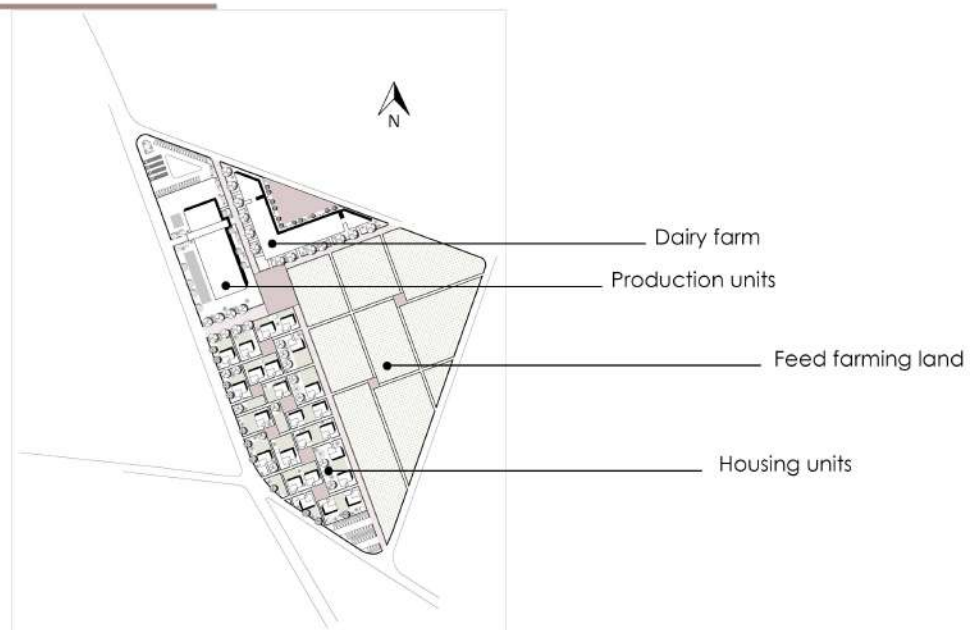 N
Dairy farm
Production units
Feed farming land
Housing units